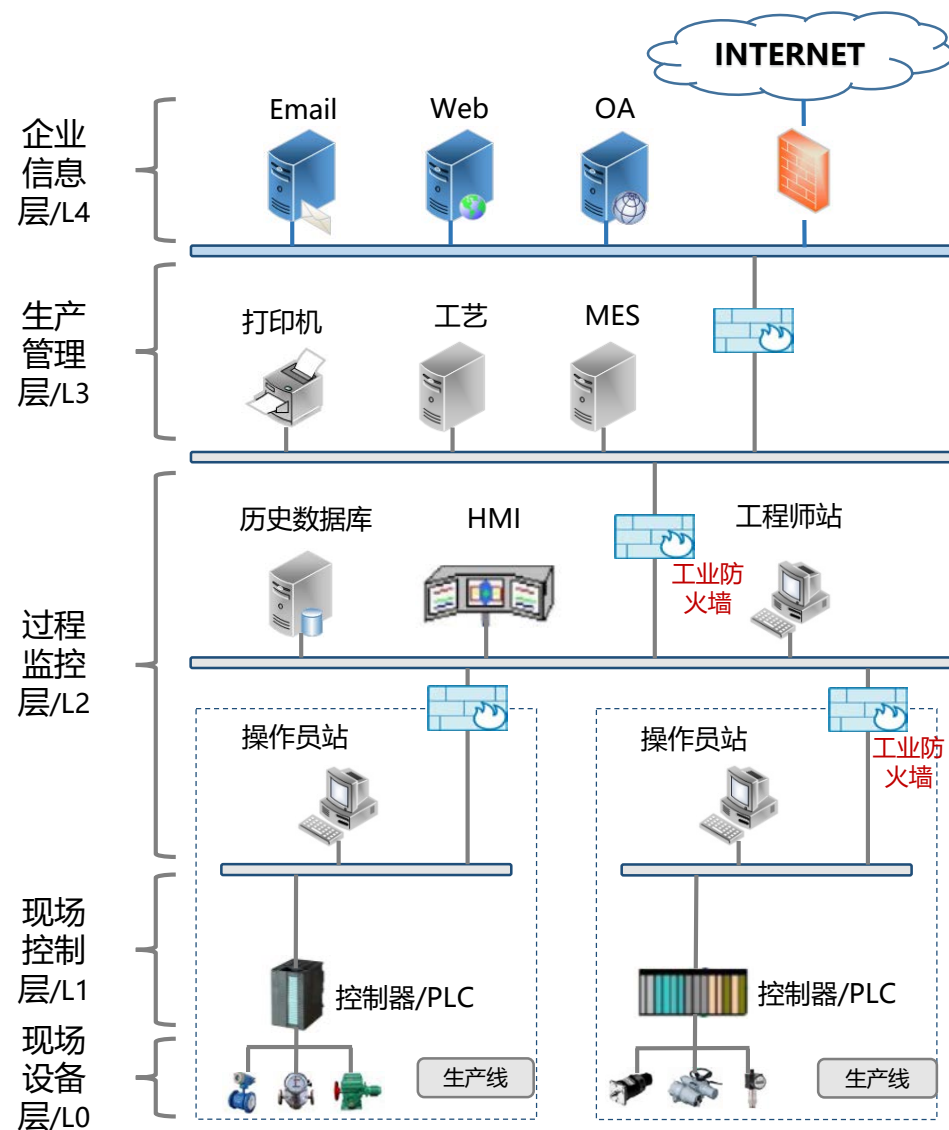 INTERNET
企业
信息
层/L4
Email
Web
OA
生产
管理
层/L3
打印机
工艺
MES
过程
监控
层/L2
历史数据库
HMI
工程师站
工业防
火墙
操作员站
操作员站
工业防
火墙
现场
控制
层/L1
控制器/PLC
控制器/PLC
现场
设备
层/L0
生产线
生产线